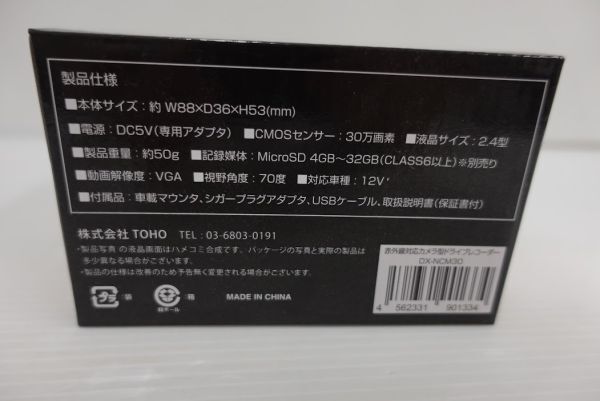 製品仕様
■本体サイズ：約 W88×D36×H53(mm)
■電源：DC5V(専用アダプタ) ■CMOSセンサー：30万画素 ■液晶サイズ：2.4型
■製品重量：約50g ■記録媒体：MicroSD 4GB～32GB(CLASS6以上)※別売り
■動画解像度：VGA ■視野角度：70度 ■対応車種：12V
■付属品：車載マウンタ、シガープラグアダプタ、USBケーブル、取扱説明書(保証書付)
株式会社 TOHO TEL：03-6803-0191
・製品写真の液晶画面はハメコミ合成です。パッケージの写真と実際の製品は
多少異なる場合がございます。
・製品の仕様は改善のため予告無く変更される場合がございます。
プラ：袋 ：箱 MADE IN CHINA
段ボール
赤外線対応カメラ型ドライブレコーダー
DX-NCM30
4 562331 901334